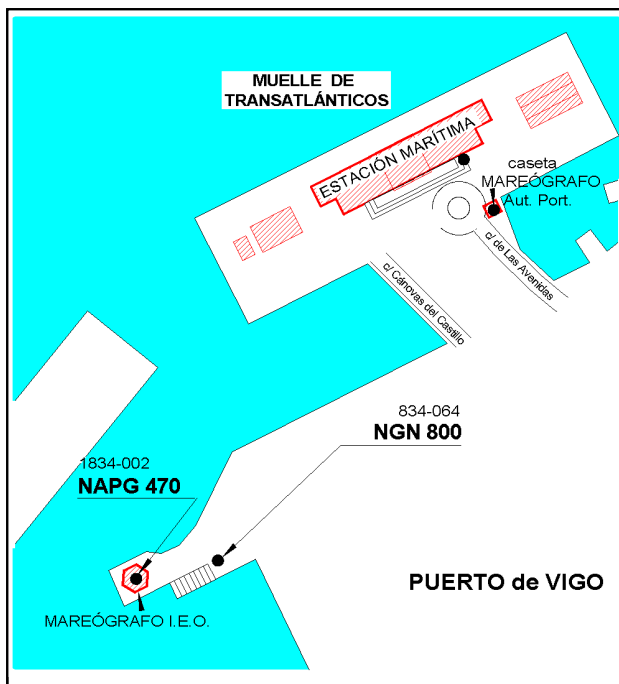 MUELLE DE
TRANSATLÁNTICOS
ESTACIÓN MARÍTIMA
caseta
MAREÓGRAFO
Aut. Port.
c/ de Las Avenidas
c/ Cánovas del Castillo
834-064
NGN 800
1834-002
NAPG 470
PUERTO de VIGO
MAREÓGRAFO I.E.O.